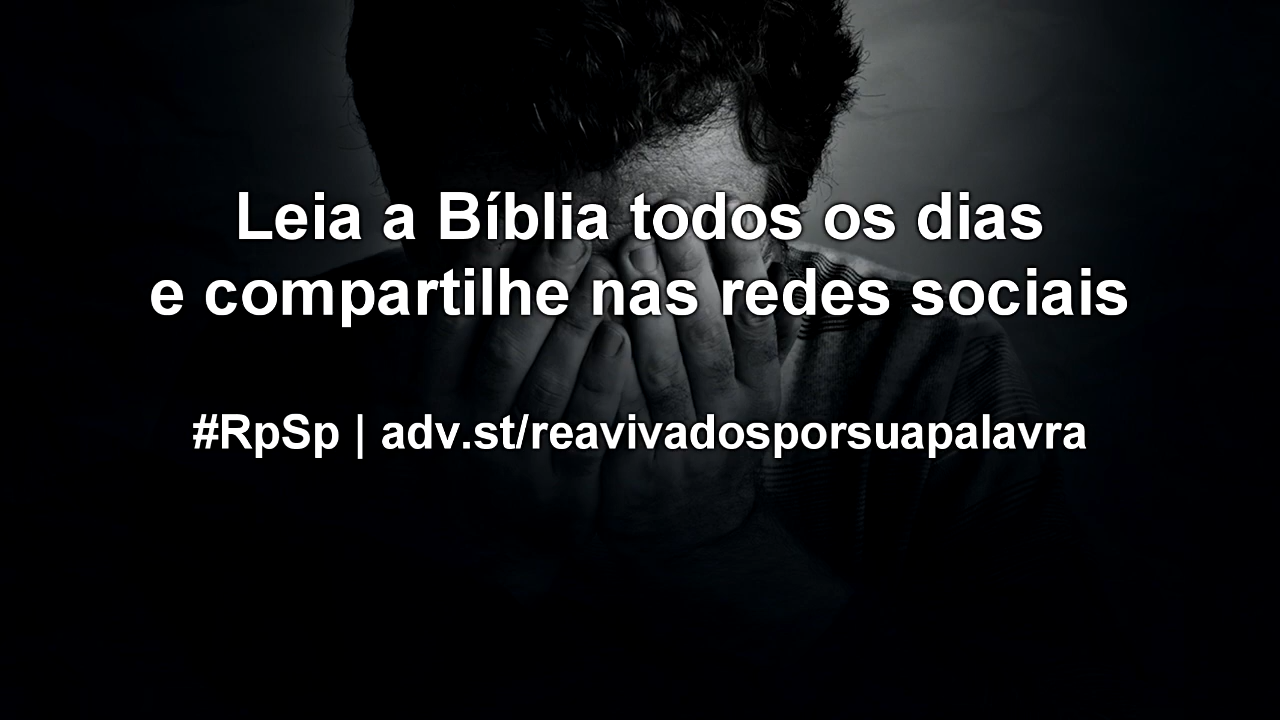 Leia a Bíblia todos os dias
e compartilhe nas redes sociais
#RpSp | adv.st/reavivadosporsuapalavra